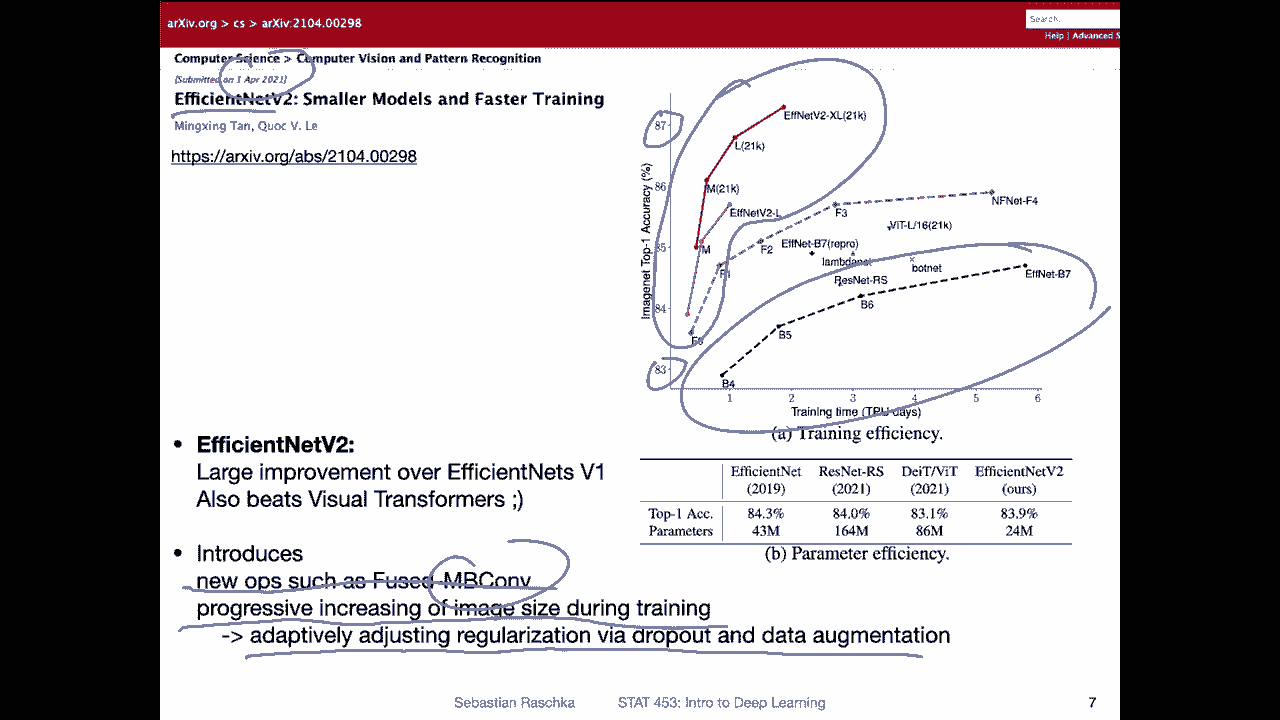 arXiv.org > cs > arXiv:2104.00298
Search.
Help | Advanced S
Computer Science > Computer Vision and Pattern Recognition
[Submitted on 1 Apr 2021]
EfficientNetV2: Smaller Models and Faster Training
Mingxing Tan, Quoc V. Le
https://arxiv.org/abs/2104.00298
Imagenet Top-1 Accuracy (%)
87
86
85
84
83
EffNetV2-XL(21k)
L(21k)
M(21k)
EffNetV2-L
M
NFNet-F4
F3
ViT-L/16(21k)
F2
EffNet-B7(repro)
lambdanet
botnet
F1
ResNet-RS
EffNet-B7
B6
F0
B5
B4
1 2 3 4 5 6
Training time (TPU days)
(a) Training efficiency.
EfficientNet ResNet-RS DeiT/ViT EfficientNetV2
(2019) (2021) (2021) (ours)
Top-1 Acc. 84.3% 84.0% 83.1% 83.9%
Parameters 43M 164M 86M 24M
(b) Parameter efficiency.
• EfficientNetV2:
Large improvement over EfficientNets V1
Also beats Visual Transformers ;)
• Introduces
new ops such as Fused-MBConv
progressive increasing of image size during training
-> adaptively adjusting regularization via dropout and data augmentation
Sebastian Raschka STAT 453: Intro to Deep Learning 7